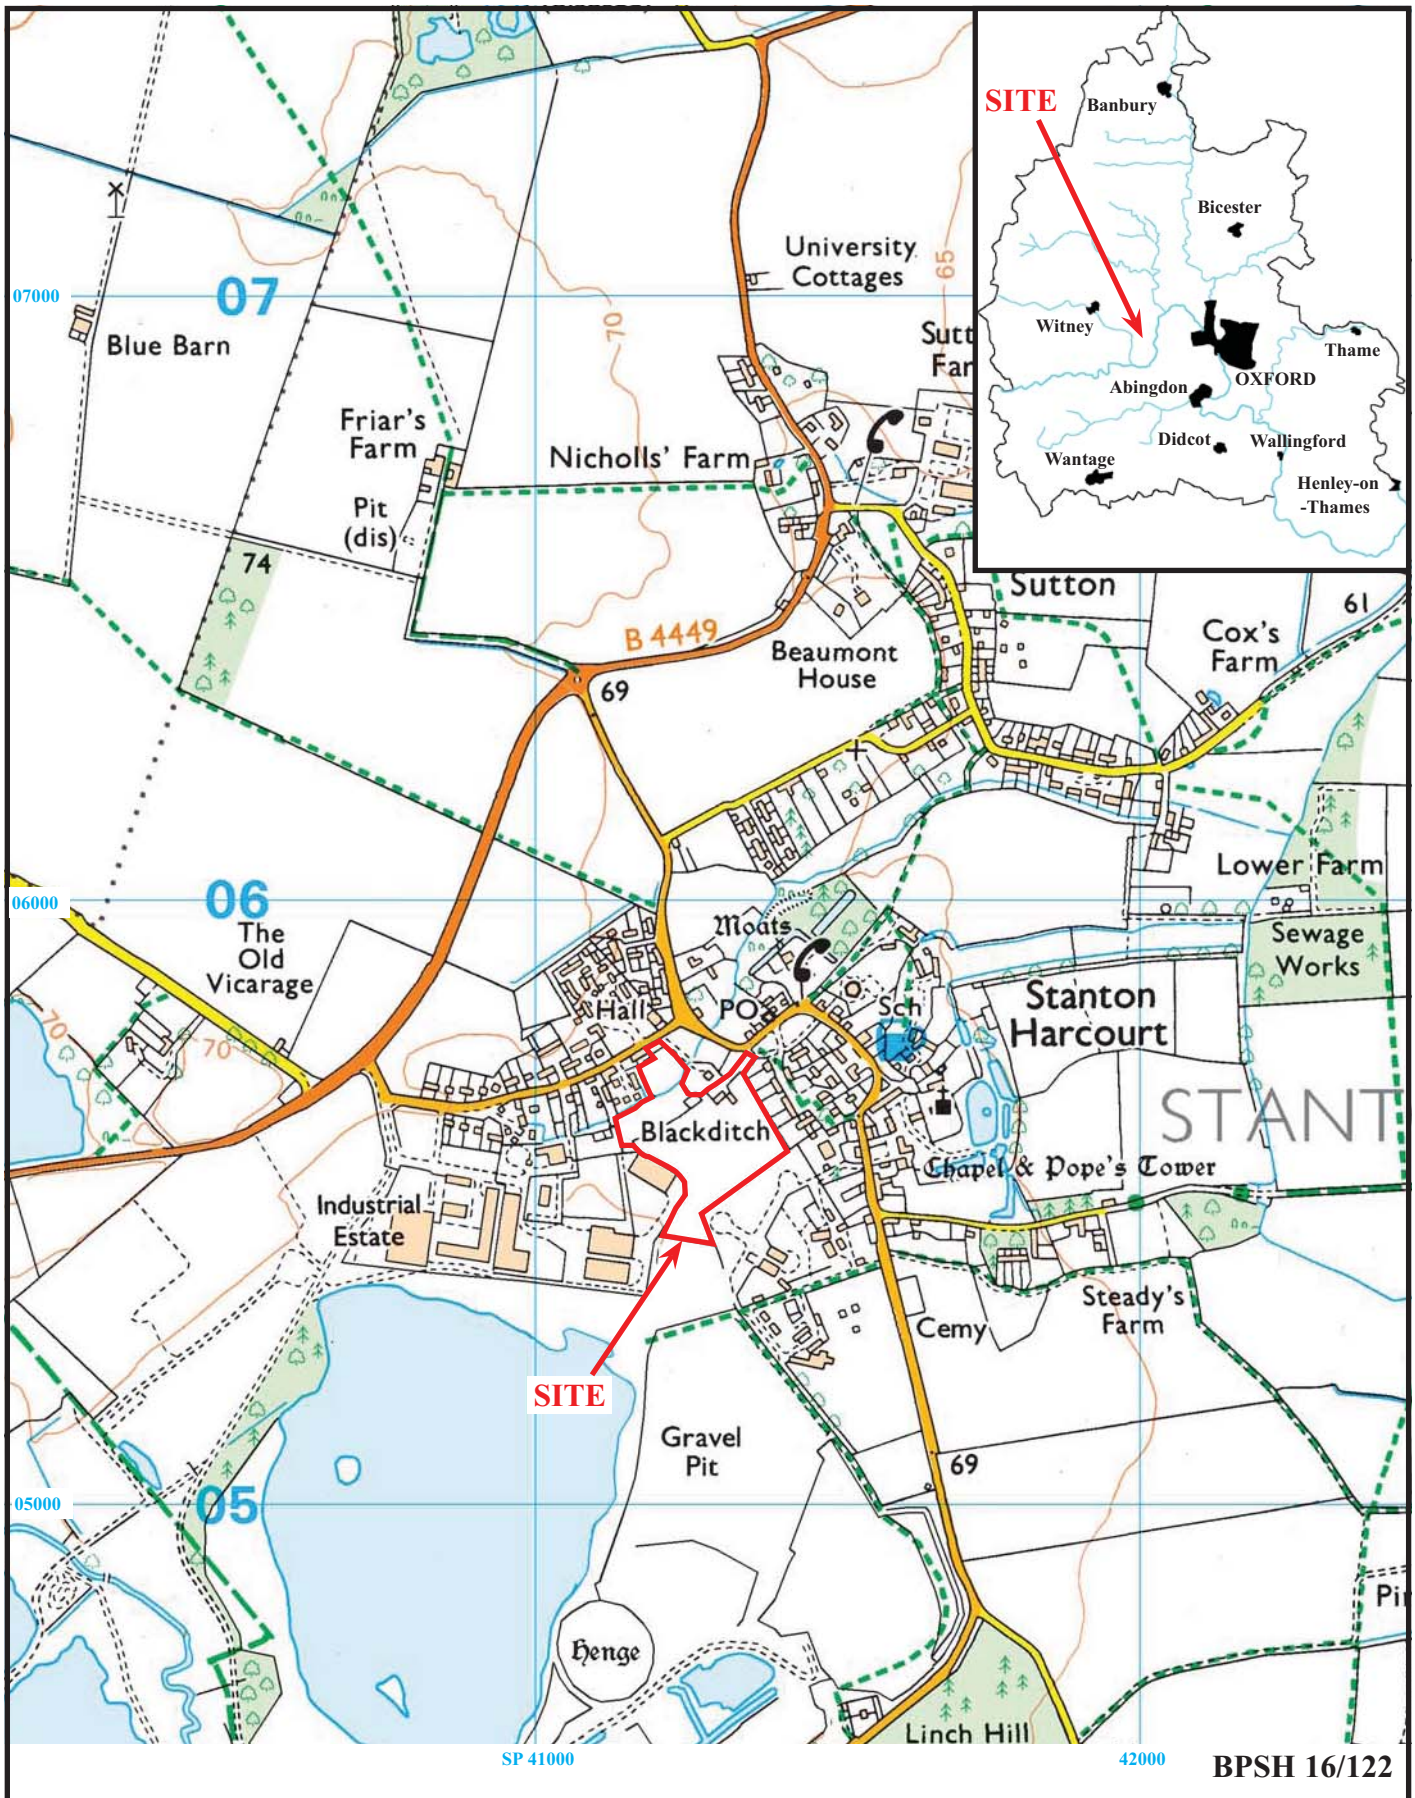 SITE
Banbury
Bicester
Witney
Thame
OXFORD
Abingdon
Didcot
Wallingford
Wantage
Henley-on
-Thames
University
Cottages
65
07000
07
70
Blue Barn
Sutt
Far
Friar's
Farm
Nicholls' Farm
Pit
(dis)
74
Sutton
61
B 4449
Cox's
Farm
Beaumont
House
69
Lower Farm
06000
06
The
Old
Vicarage
Moats
Sewage
Works
Hall
PO
Sch
Stanton
Harcourt
70
70
STANT
Blackditch
Chapel & Pope's Tower
Industrial
Estate
Steady's
Farm
Cemy
SITE
Gravel
Pit
69
05000
05
Henge
Pi
Linch Hill
SP 41000
42000
BPSH 16/122